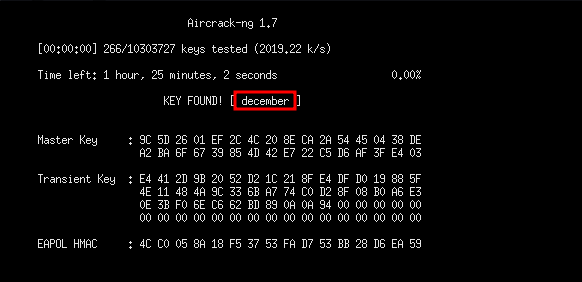 Aircrack-ng 1.7
[00:00:00] 266/10303727 keys tested (2019.22 k/s)
Time left: 1 hour, 25 minutes, 2 seconds 0.00%
KEY FOUND! [ december ]
Master Key : 9C 5D 26 01 EF 2C 4C 20 8E CA 2A 54 45 04 38 DE
A2 BA 6F 67 39 85 4D 42 E7 22 C5 D6 AF 3F E4 03
Transient Key : E4 41 2D 9B 20 52 D2 1C 21 8F E4 DF D0 19 88 5F
4E 11 48 4A 9C 33 6B A7 74 C0 D2 8F 08 B0 A6 E3
0E 3B F0 6E C6 62 BD 89 0A 0A 94 00 00 00 00 00
00 00 00 00 00 00 00 00 00 00 00 00 00 00 00 00
EAPOL HMAC : 4C C0 05 8A 18 F5 37 53 FA D7 53 BB 28 D6 EA 59